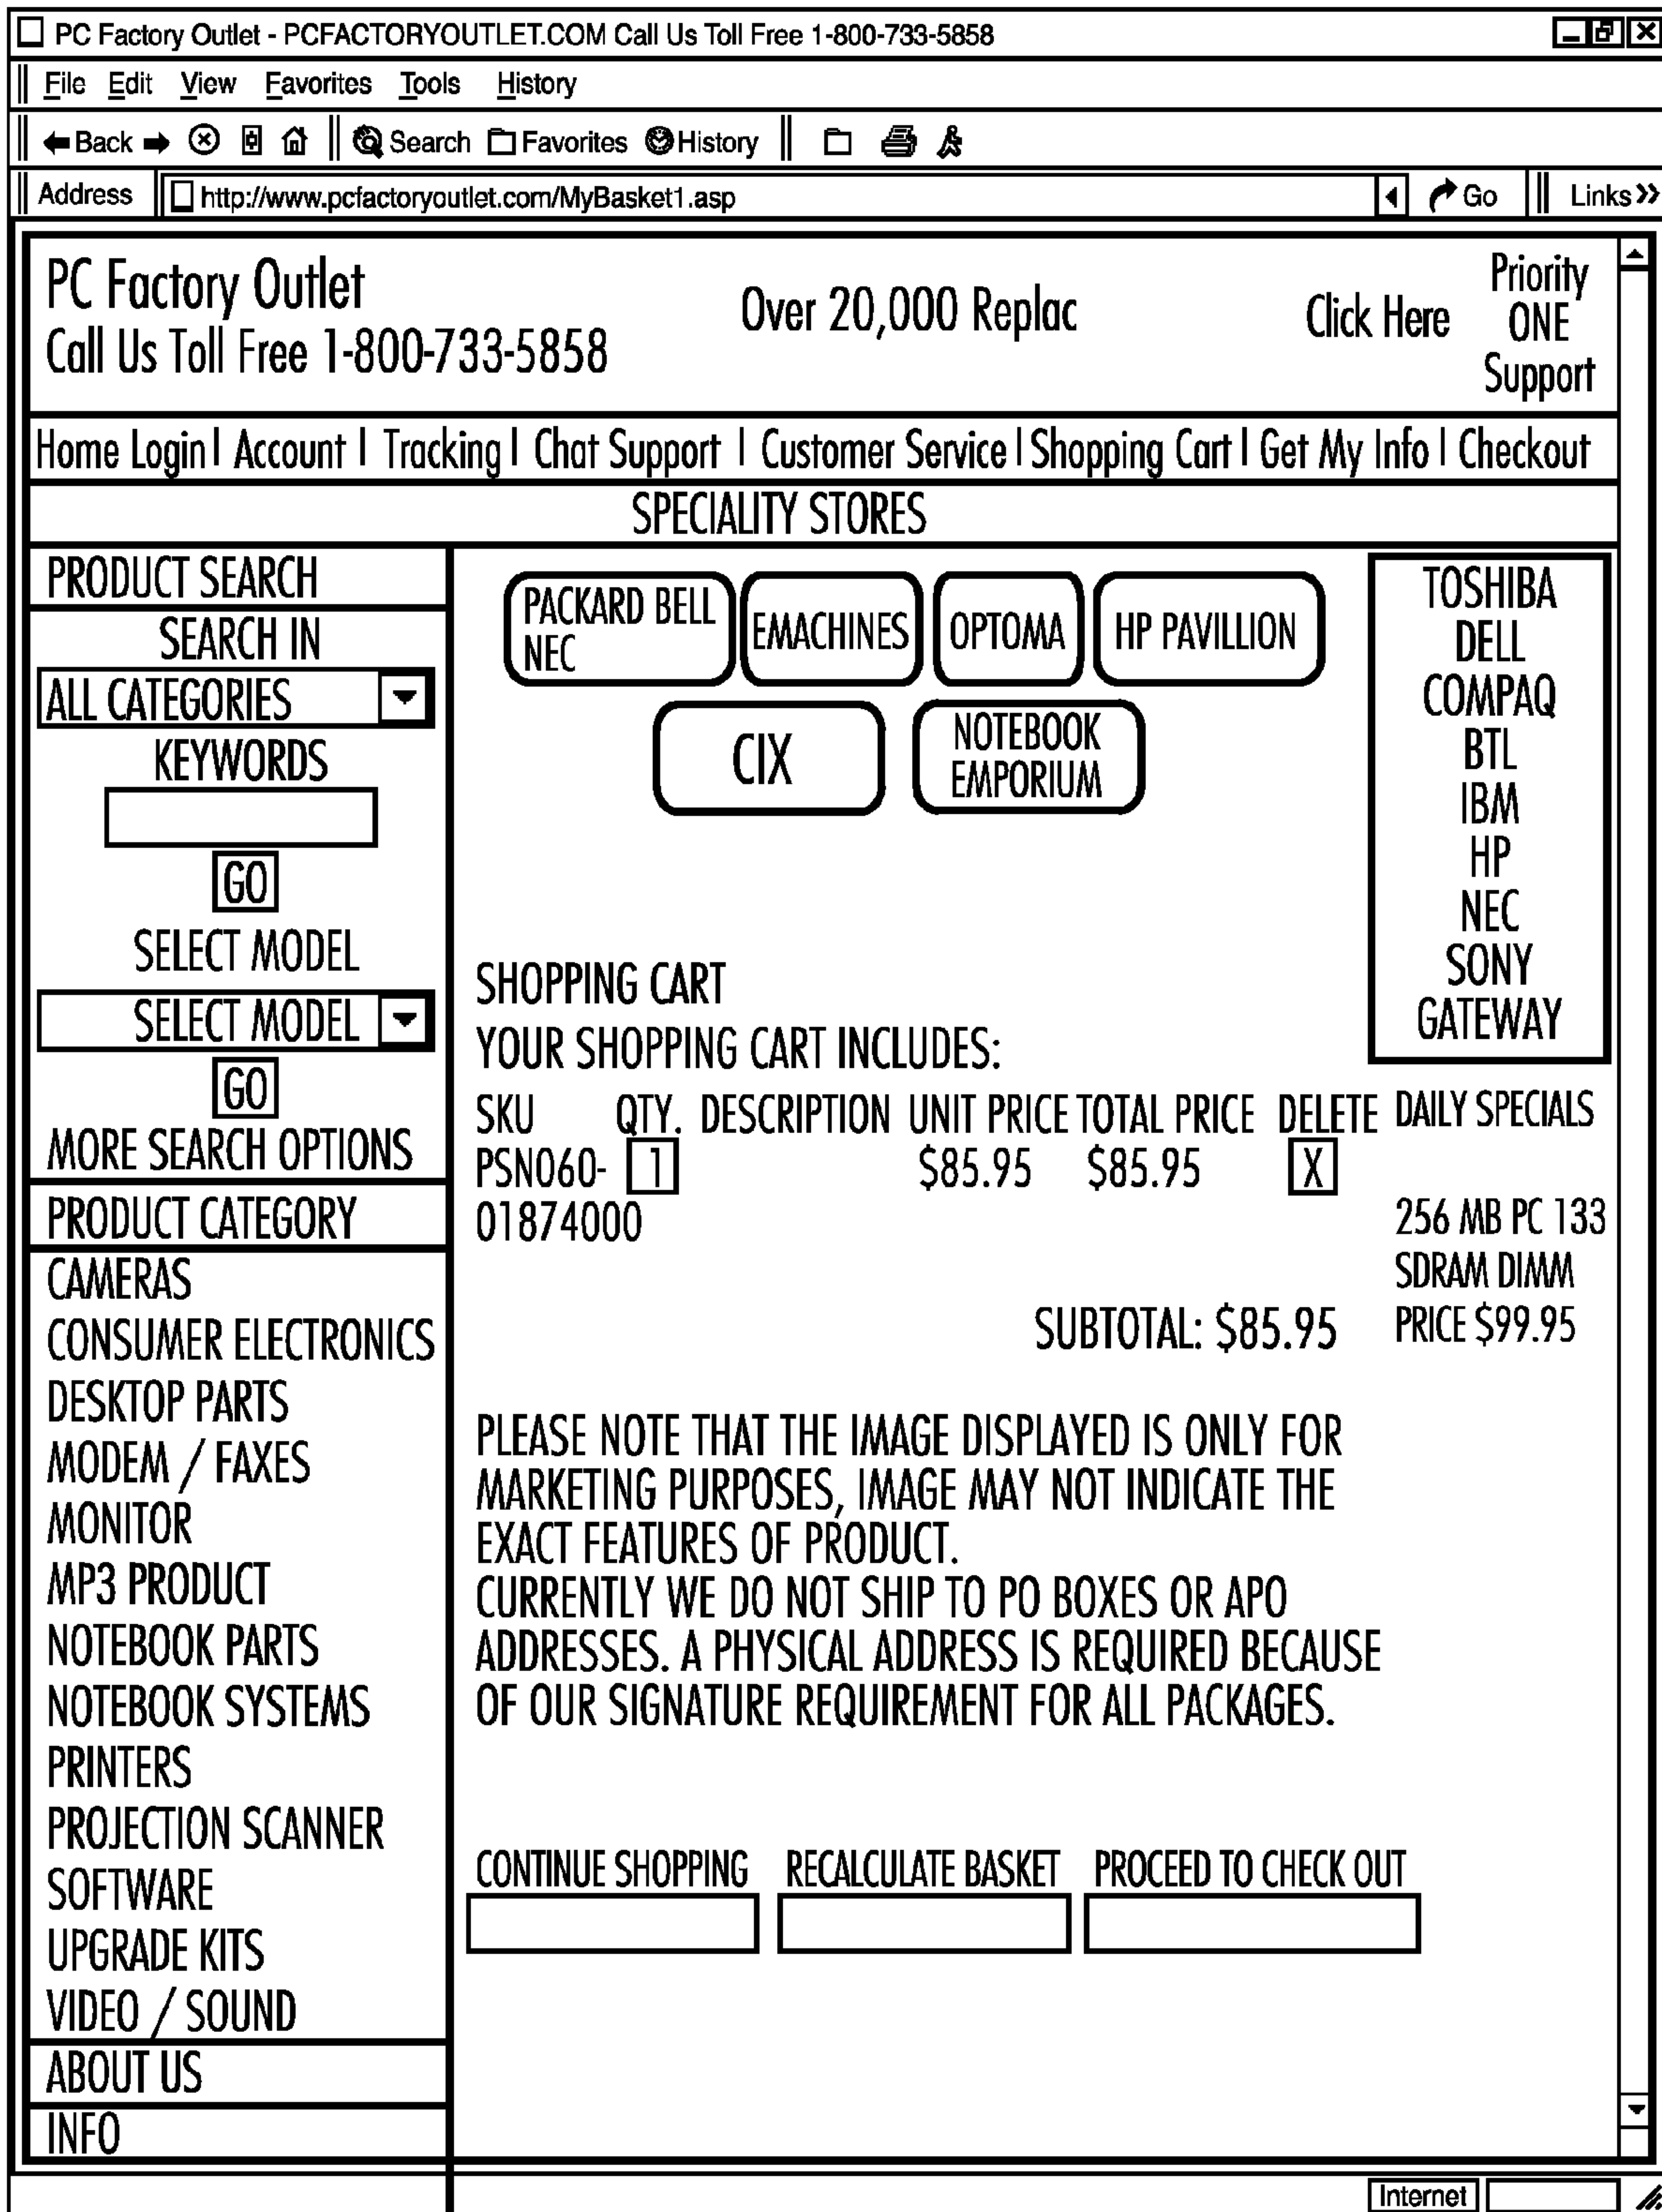 PC Factory Outlet - PCFACTORYOUTLET.COM Call Us Toll Free 1-800-733-5858
File Edit View Favorites Tools History
Back Search Favorites History
Address http://www.pcfactoryoutlet.com/MyBasket1.asp Go Links
PC Factory Outlet
Call Us Toll Free 1-800-733-5858
Over 20,000 Replac
Click Here
Priority
ONE
Support
Home Login | Account | Tracking | Chat Support | Customer Service | Shopping Cart | Get My Info | Checkout
SPECIALITY STORES
PRODUCT SEARCH
SEARCH IN
ALL CATEGORIES
KEYWORDS
GO
SELECT MODEL
SELECT MODEL
GO
MORE SEARCH OPTIONS
PRODUCT CATEGORY
CAMERAS
CONSUMER ELECTRONICS
DESKTOP PARTS
MODEM / FAXES
MONITOR
MP3 PRODUCT
NOTEBOOK PARTS
NOTEBOOK SYSTEMS
PRINTERS
PROJECTION SCANNER
SOFTWARE
UPGRADE KITS
VIDEO / SOUND
ABOUT US
INFO
PACKARD BELL
NEC
EMACHINES
OPTOMA
HP PAVILLION
CIX
NOTEBOOK
EMPORIUM
SHOPPING CART
YOUR SHOPPING CART INCLUDES:
SKU QTY. DESCRIPTION UNIT PRICE TOTAL PRICE DELETE
PSN060- 1 $85.95 $85.95 X
01874000
SUBTOTAL: $85.95
PLEASE NOTE THAT THE IMAGE DISPLAYED IS ONLY FOR
MARKETING PURPOSES, IMAGE MAY NOT INDICATE THE
EXACT FEATURES OF PRODUCT.
CURRENTLY WE DO NOT SHIP TO PO BOXES OR APO
ADDRESSES. A PHYSICAL ADDRESS IS REQUIRED BECAUSE
OF OUR SIGNATURE REQUIREMENT FOR ALL PACKAGES.
CONTINUE SHOPPING RECALCULATE BASKET PROCEED TO CHECK OUT
TOSHIBA
DELL
COMPAQ
BTL
IBM
HP
NEC
SONY
GATEWAY
DAILY SPECIALS
256 MB PC 133
SDRAM DIMM
PRICE $99.95
Internet